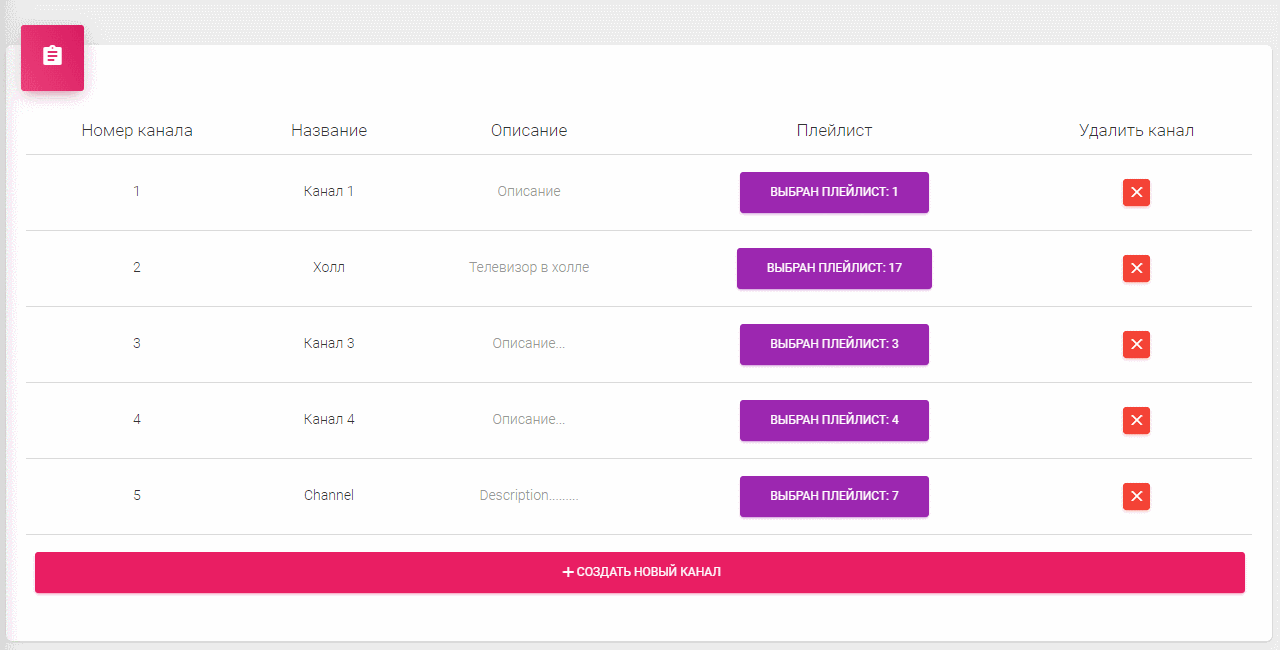 Номер канала Название Описание Плейлист Удалить канал
1 Канал 1 Описание ВЫБРАН ПЛЕЙЛИСТ: 1
2 Холл Телевизор в холле ВЫБРАН ПЛЕЙЛИСТ: 17
3 Канал 3 Описание... ВЫБРАН ПЛЕЙЛИСТ: 3
4 Канал 4 Описание... ВЫБРАН ПЛЕЙЛИСТ: 4
5 Channel Description......... ВЫБРАН ПЛЕЙЛИСТ: 7
+ СОЗДАТЬ НОВЫЙ КАНАЛ